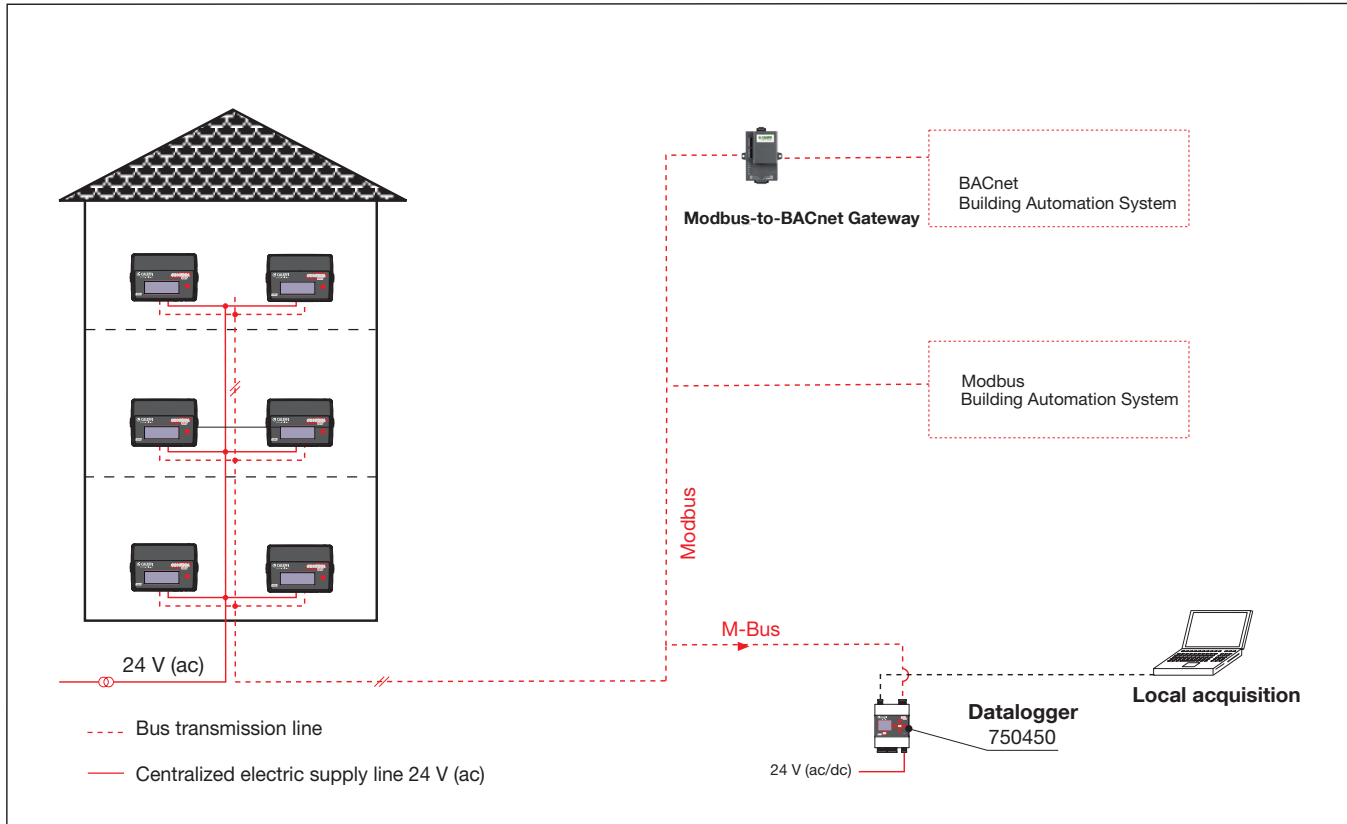 Modbus-to-BACnet Gateway
BACnet
Building Automation System
Modbus
Building Automation System
Modbus
M-Bus
24 V (ac)
Bus transmission line
Centralized electric supply line 24 V (ac)
Datalogger
750450
24 V (ac/dc)
Local acquisition